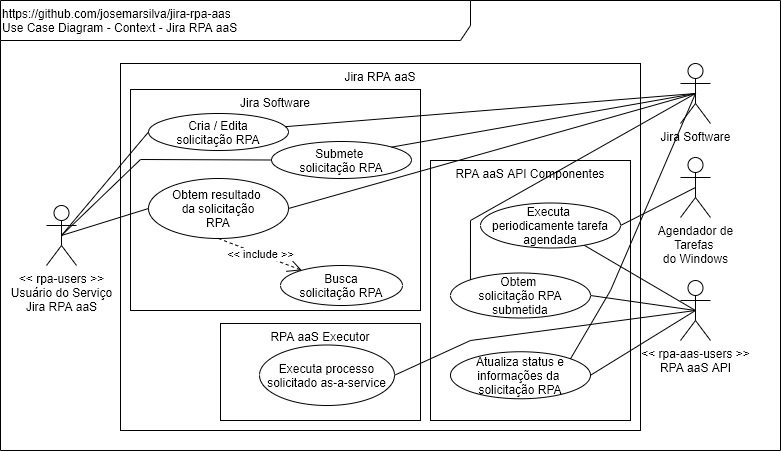 https://github.com/josemarsilva/jira-rpa-aas
Use Case Diagram - Context - Jira RPA aaS
Jira RPA aaS
Jira Software
Cria / Edita
solicitação RPA
Submete
solicitação RPA
Obtem resultado
da solicitação
RPA
<< include >>
Busca
solicitação RPA
RPA aaS Executor
Executa processo
solicitado as-a-service
RPA aaS API Componentes
Executa
periodicamente tarefa
agendada
Obtem
solicitação RPA
submetida
Atualiza status e
informações da
solicitação RPA
<< rpa-users >>
Usuário do Serviço
Jira RPA aaS
Jira Software
Agendador de
Tarefas
do Windows
<< rpa-aas-users >>
RPA aaS API